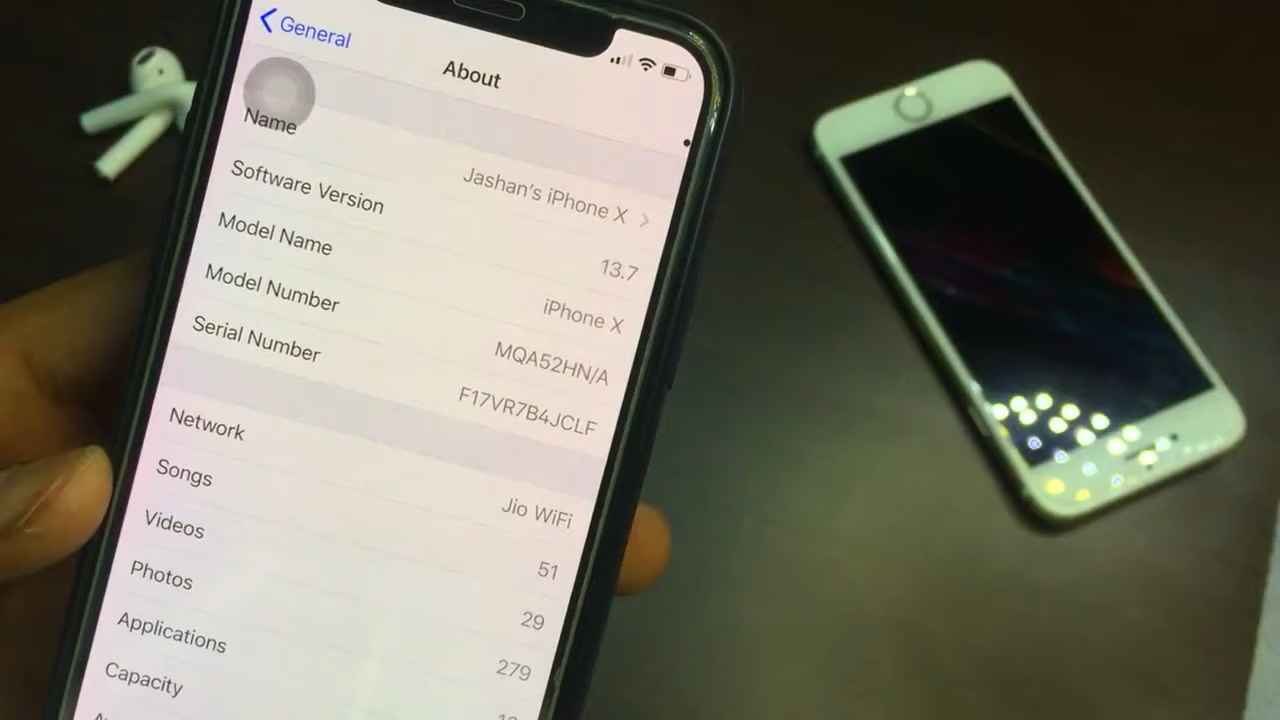 General
About
Name
Jashan's iPhone X
Software Version
13.7
Model Name
iPhone X
Model Number
MQA52HN/A
Serial Number
F17VR7B4JCLF
Network
Jio WiFi
Songs
51
Videos
29
Photos
279
Applications
Capacity